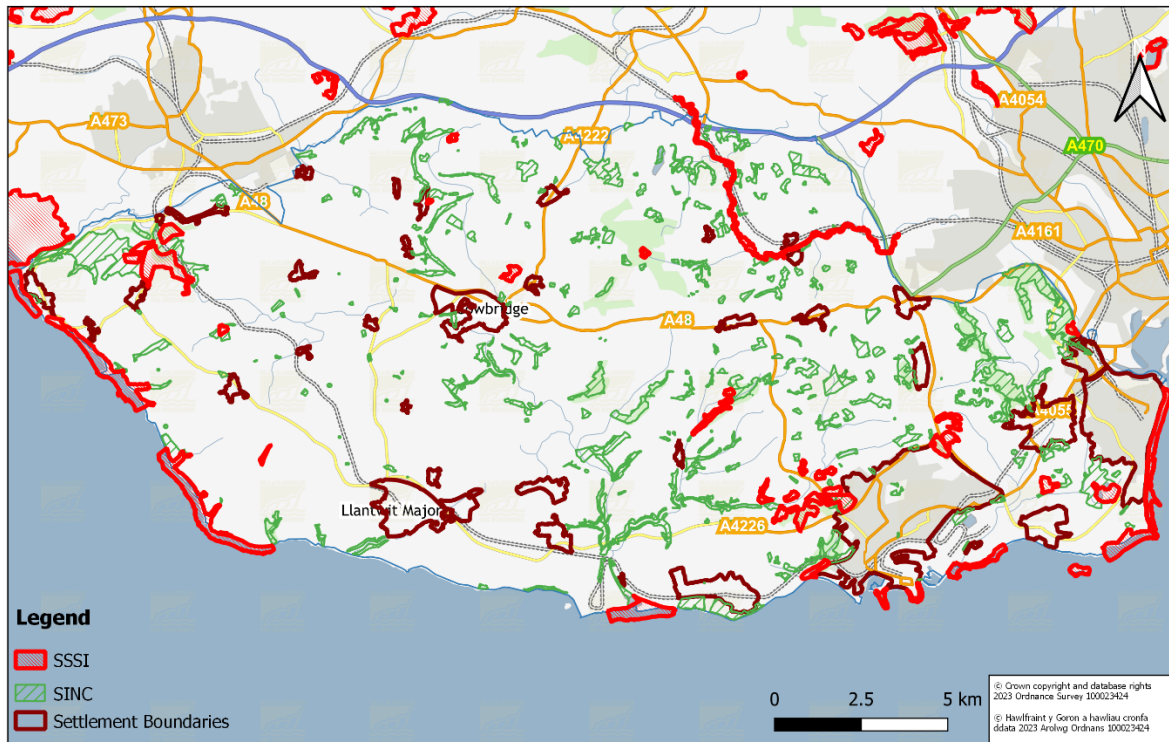 N
A4054
A473
A4222
A470
A48
A4161
Cowbridge
A48
A4055
Llantwit Major
A4226
Legend
SSSI
SINC
Settlement Boundaries
0 2.5 5 km
© Crown copyright and database rights
2023 Ordnance Survey 100023424
© Hawlfraint y Goron a hawliau cronfa
ddata 2023 Arolwg Ordnans 100023424